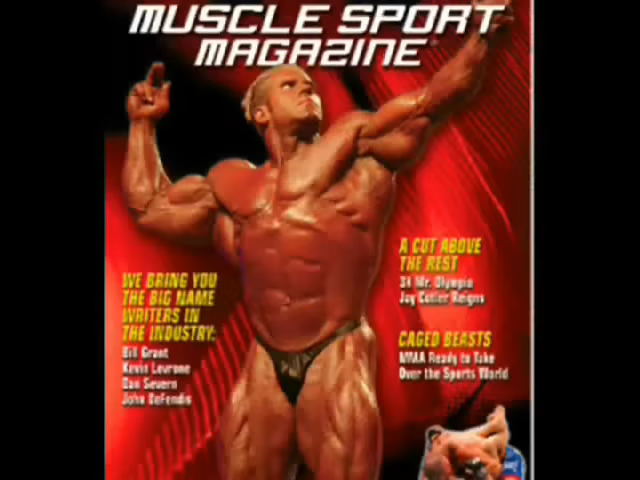 MUSCLE SPORT
MAGAZINE
WE BRING YOU
THE BIG NAME
WRITERS IN
THE INDUSTRY:
Bill Grant
Kevin Levrone
Dan Severn
John DeFendis
A CUT ABOVE
THE REST
3X Mr. Olympia
Jay Cutler Reigns
CAGED BEASTS
MMA Ready to Take
Over the Sports World